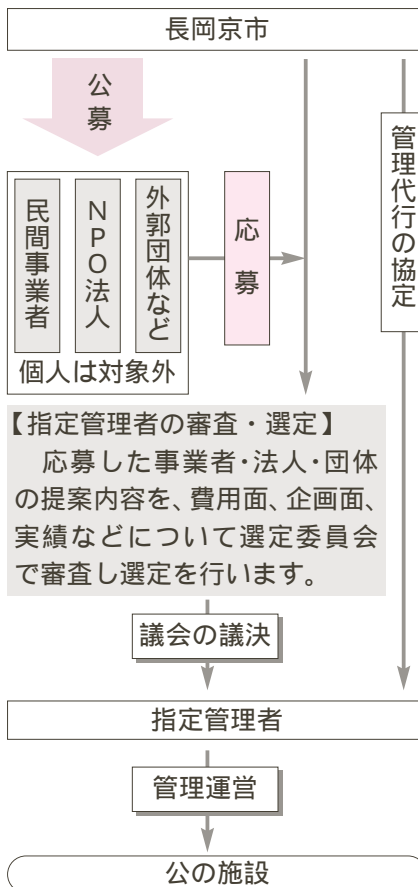 長岡京市
公募
管理代行の協定
民間事業者
NPO法人
外郭団体など
応募
個人は対象外
【指定管理者の審査・選定】
応募した事業者・法人・団体
の提案内容を、費用面、企画面、
実績などについて選定委員会
で審査し選定を行います。
議会の議決
指定管理者
管理運営
公の施設